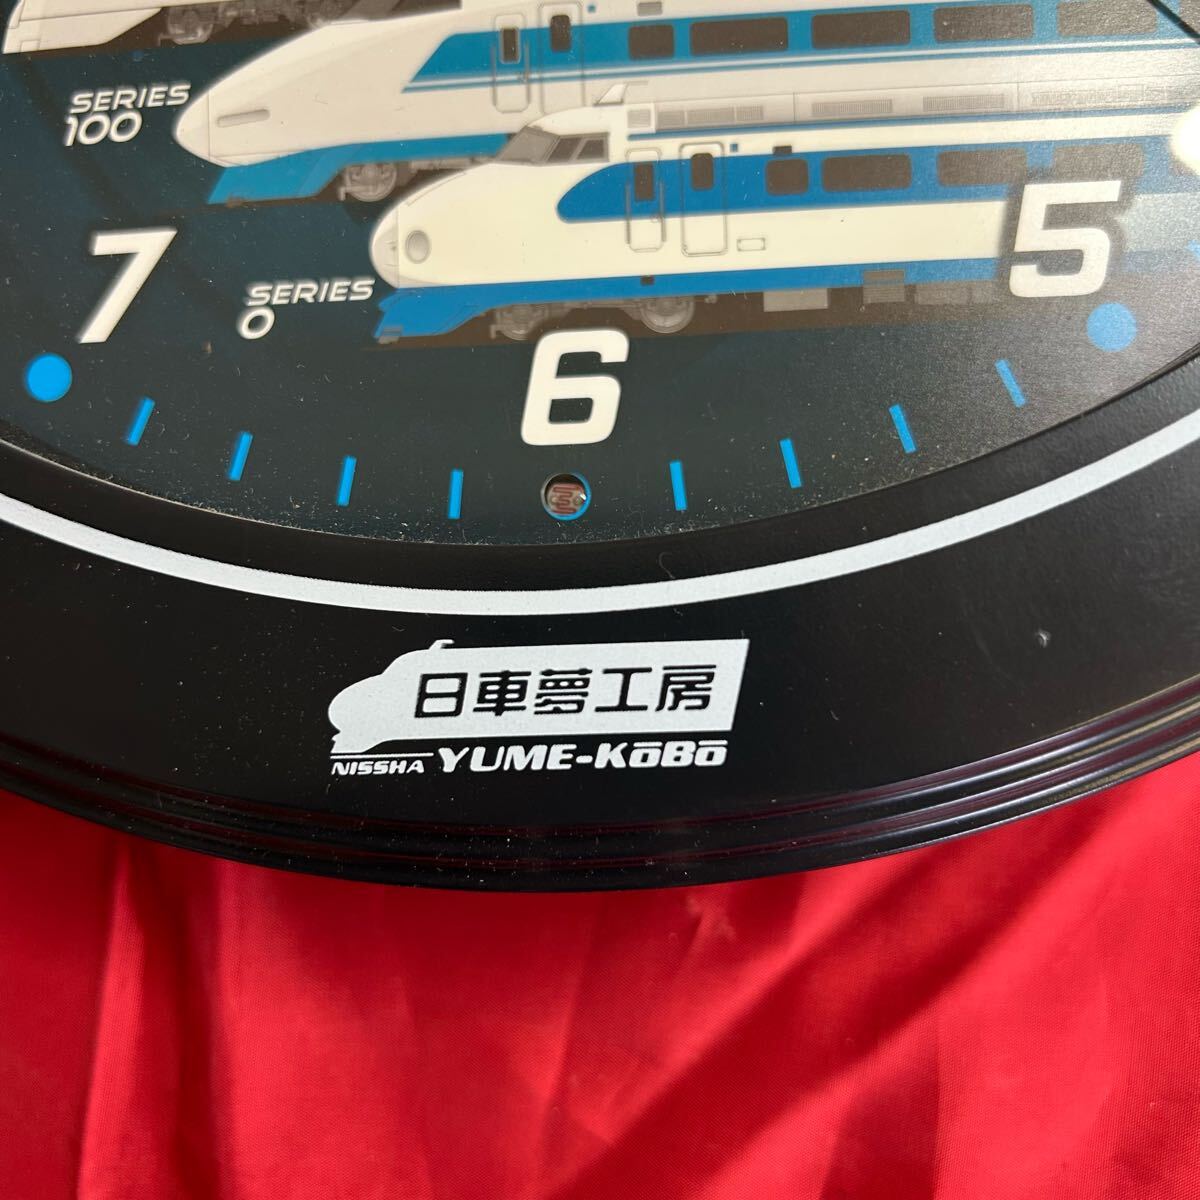 SERIES
100
5
7
SERIES
0
6
日車夢工房
NISSHA YUME-KōBō